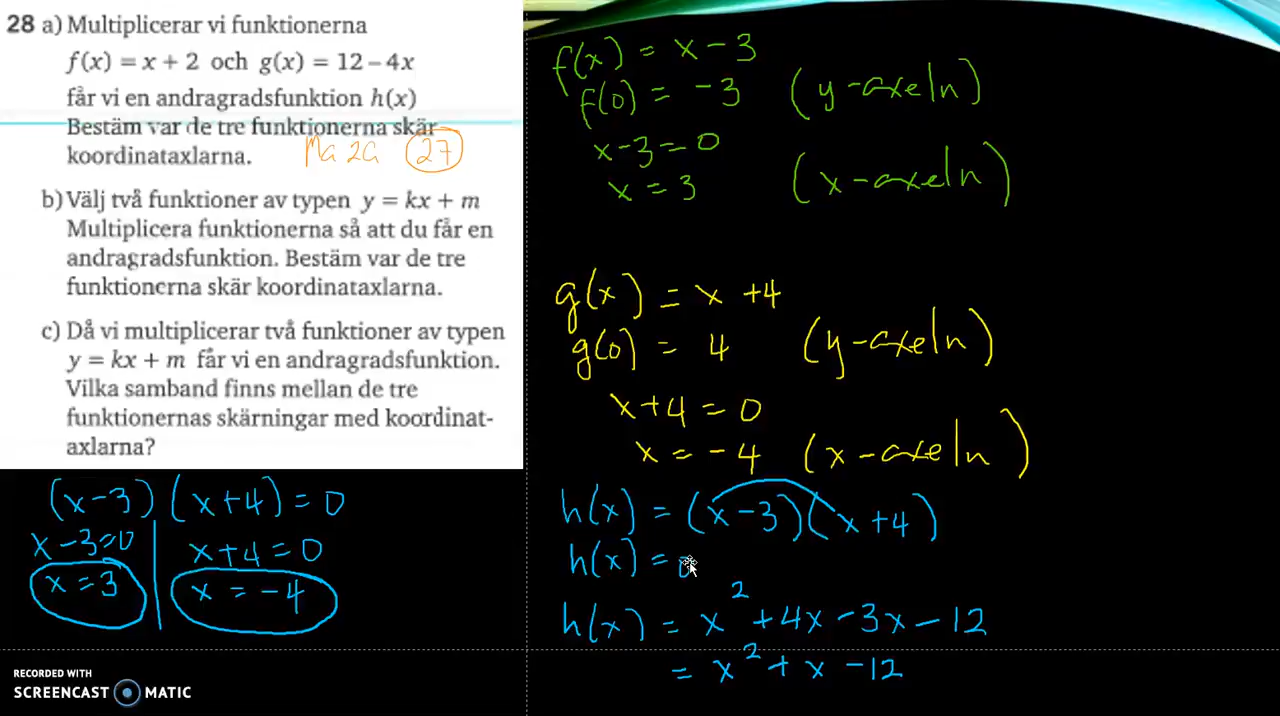 28 a) Multiplicerar vi funktionerna
f(x) = x + 2 och g(x) = 12 – 4x
får vi en andragradsfunktion h(x)
Bestäm var de tre funktionerna skär
koordinataxlarna.
Ma 2a 27
b) Välj två funktioner av typen y = kx + m
Multiplicera funktionerna så att du får en
andragradsfunktion. Bestäm var de tre
funktionerna skär koordinataxlarna.
c) Då vi multiplicerar två funktioner av typen
y = kx + m får vi en andragradsfunktion.
Vilka samband finns mellan de tre
funktionernas skärningar med koordinat-
axlarna?
(x-3) (x+4) = 0
x-3=0 x+4=0
x=3 x=-4
f(x) = x-3
f(0) = -3 (y-axeln)
x-3=0
x=3 (x-axeln)
g(x) = x+4
g(0) = 4 (y-axeln)
x+4=0
x=-4 (x-axeln)
h(x) = (x-3)(x+4)
h(x) = 0
h(x) = x²+4x-3x-12
= x²+x-12
RECORDED WITH
SCREENCAST MATIC